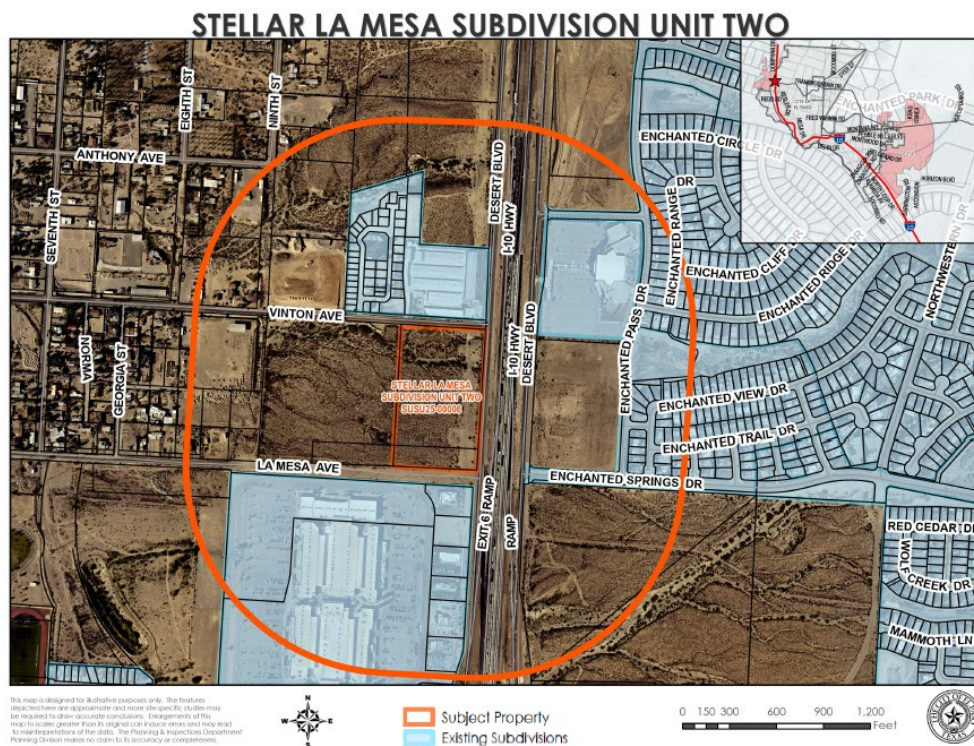 STELLAR LA MESA SUBDIVISION UNIT TWO
EIGHTH ST
NINTH ST
ANTHONY AVE
SEVENTH ST
DESERT BLVD
I-10 HWY
ENCHANTED PARK DR
ENCHANTED CIRCLE DR
ENCHANTED RANGE DR
ENCHANTED CLIFF DR
ENCHANTED RIDGE DR
NORTHWESTERN DR
HORIZON BLVD
VINTON AVE
I-10 HWY
DESERT BLVD
ENCHANTED PASS DR
NORMA
GEORGIA ST
STELLAR LA MESA
SUBDIVISION UNIT TWO
SUSU25-00006
ENCHANTED VIEW DR
ENCHANTED TRAIL DR
LA MESA AVE
ENCHANTED SPRINGS DR
EXIT 6 RAMP
RAMP
RED CEDAR DR
WOLF CREEK DR
MAMMOTH LN
This map is designed for illustrative purposes only. The features
depicted here are approximate and more site-specific studies may
be required to draw accurate conclusions. Enlargements of this
map to scales greater than its original can induce errors and may lead
to misinterpretations of the data. The Planning & Inspections Department
Planning Division makes no claim to its accuracy or completeness.
N
W
E
S
Subject Property
Existing Subdivisions
0 150 300 600 900 1,200
Feet